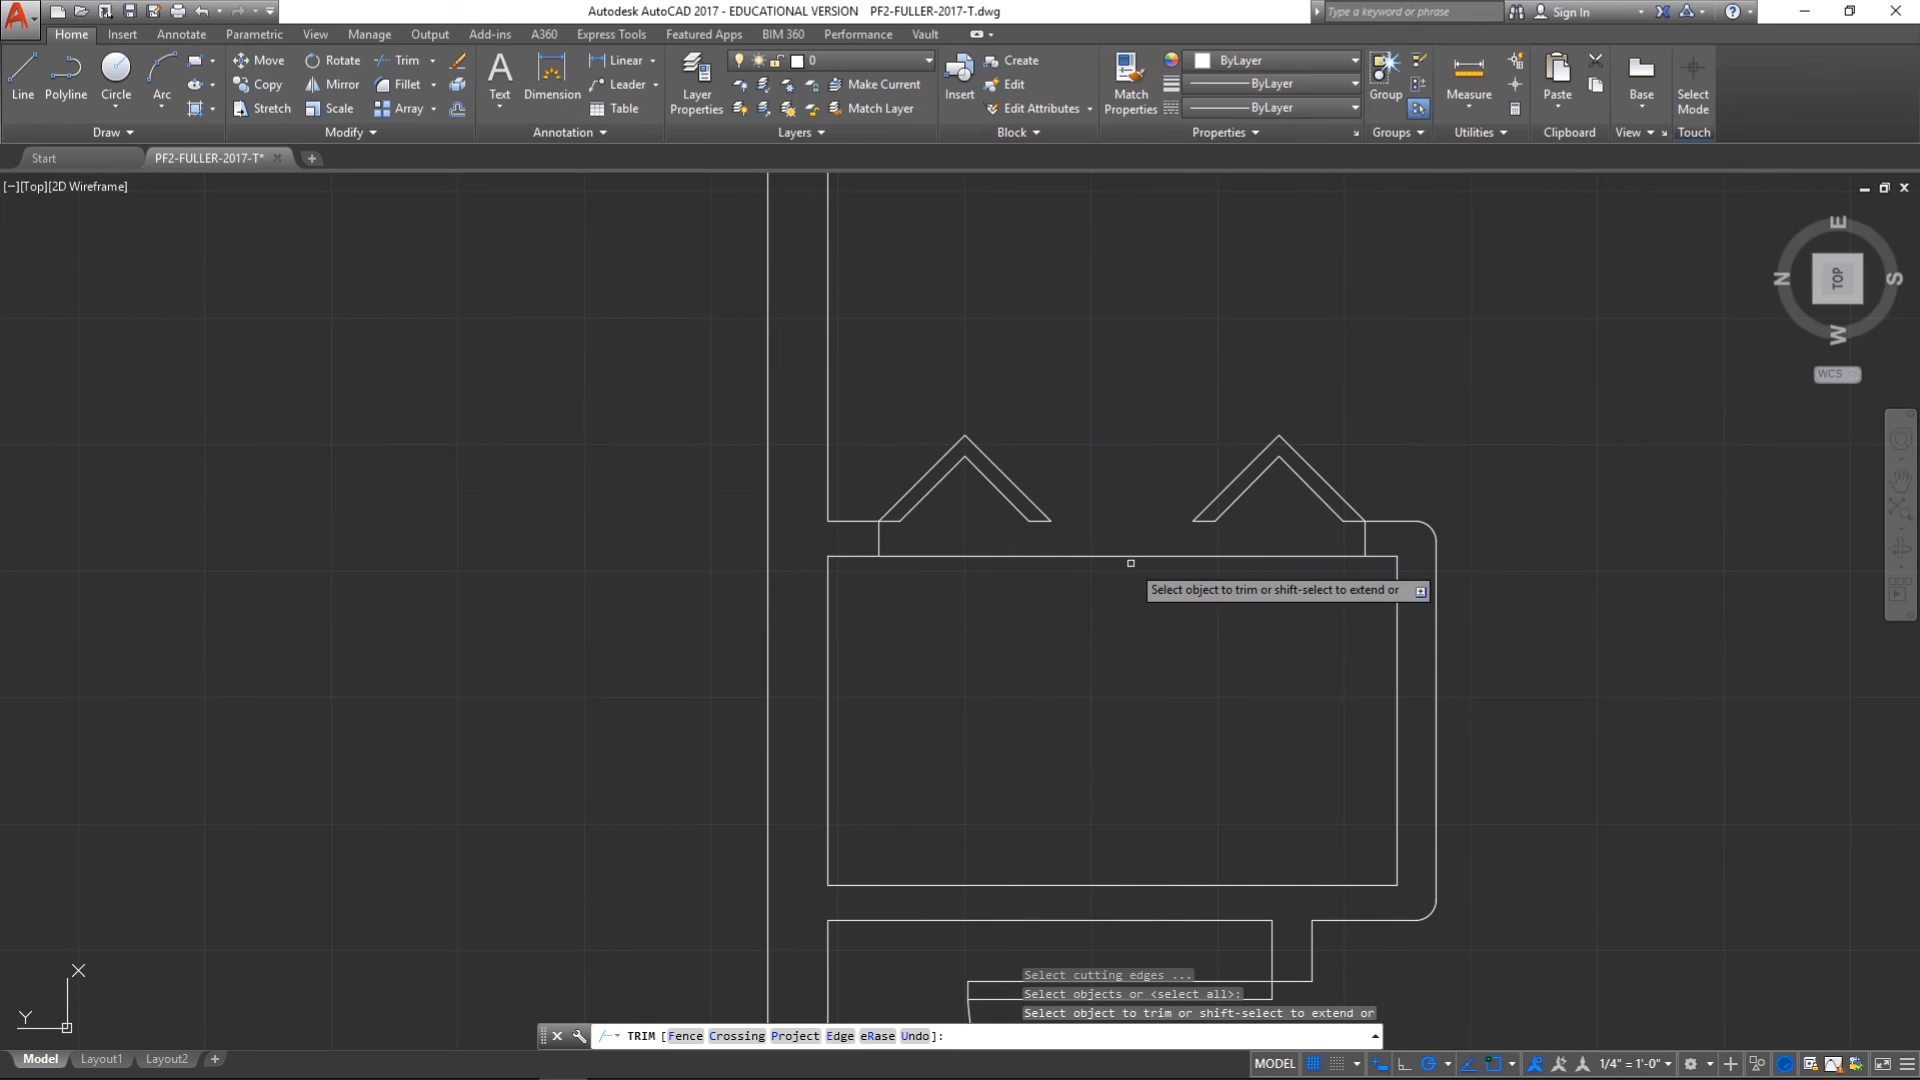 Autodesk AutoCAD 2017 - EDUCATIONAL VERSION PF2-FULLER-2017-T.dwg
Type a keyword or phrase
Sign In
Home Insert Annotate Parametric View Manage Output Add-ins A360 Express Tools Featured Apps BIM 360 Performance Vault
Line
Polyline
Circle
Arc
Move Rotate Trim
Copy Mirror Fillet
Stretch Scale Array
Text
Dimension
Linear
Leader
Table
Layer
Properties
0
Make Current
Match Layer
Insert
Create
Edit
Edit Attributes
Match
Properties
ByLayer
ByLayer
ByLayer
Group
Measure
Paste
Base
Select
Mode
Draw Modify Annotation Layers Block Properties Groups Utilities Clipboard View Touch
Start PF2-FULLER-2017-T*
[−][Top][2D Wireframe]
E
N TOP S
W
WCS
Select object to trim or shift-select to extend or
X
Y
Select cutting edges ...
Select objects or <select all>:
Select object to trim or shift-select to extend or
TRIM [Fence Crossing Project Edge eRase Undo]:
Model Layout1 Layout2
MODEL 1/4" = 1'-0"